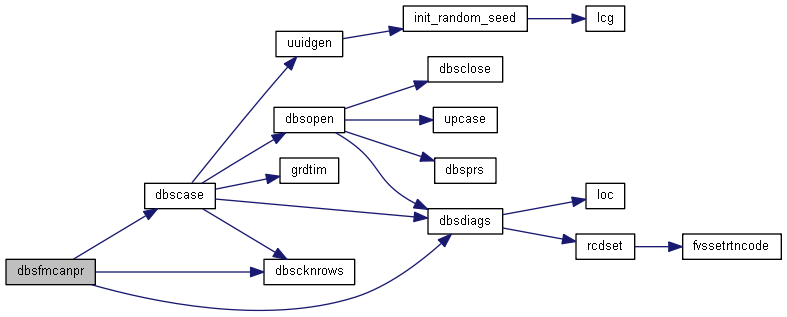 init_random_seed
lcg
uuidgen
dbsclose
dbsopen
upcase
grdtim
dbsprs
dbscase
loc
dbsdiags
rcdset
fvssetrtncode
dbsfmcanpr
dbscknrows